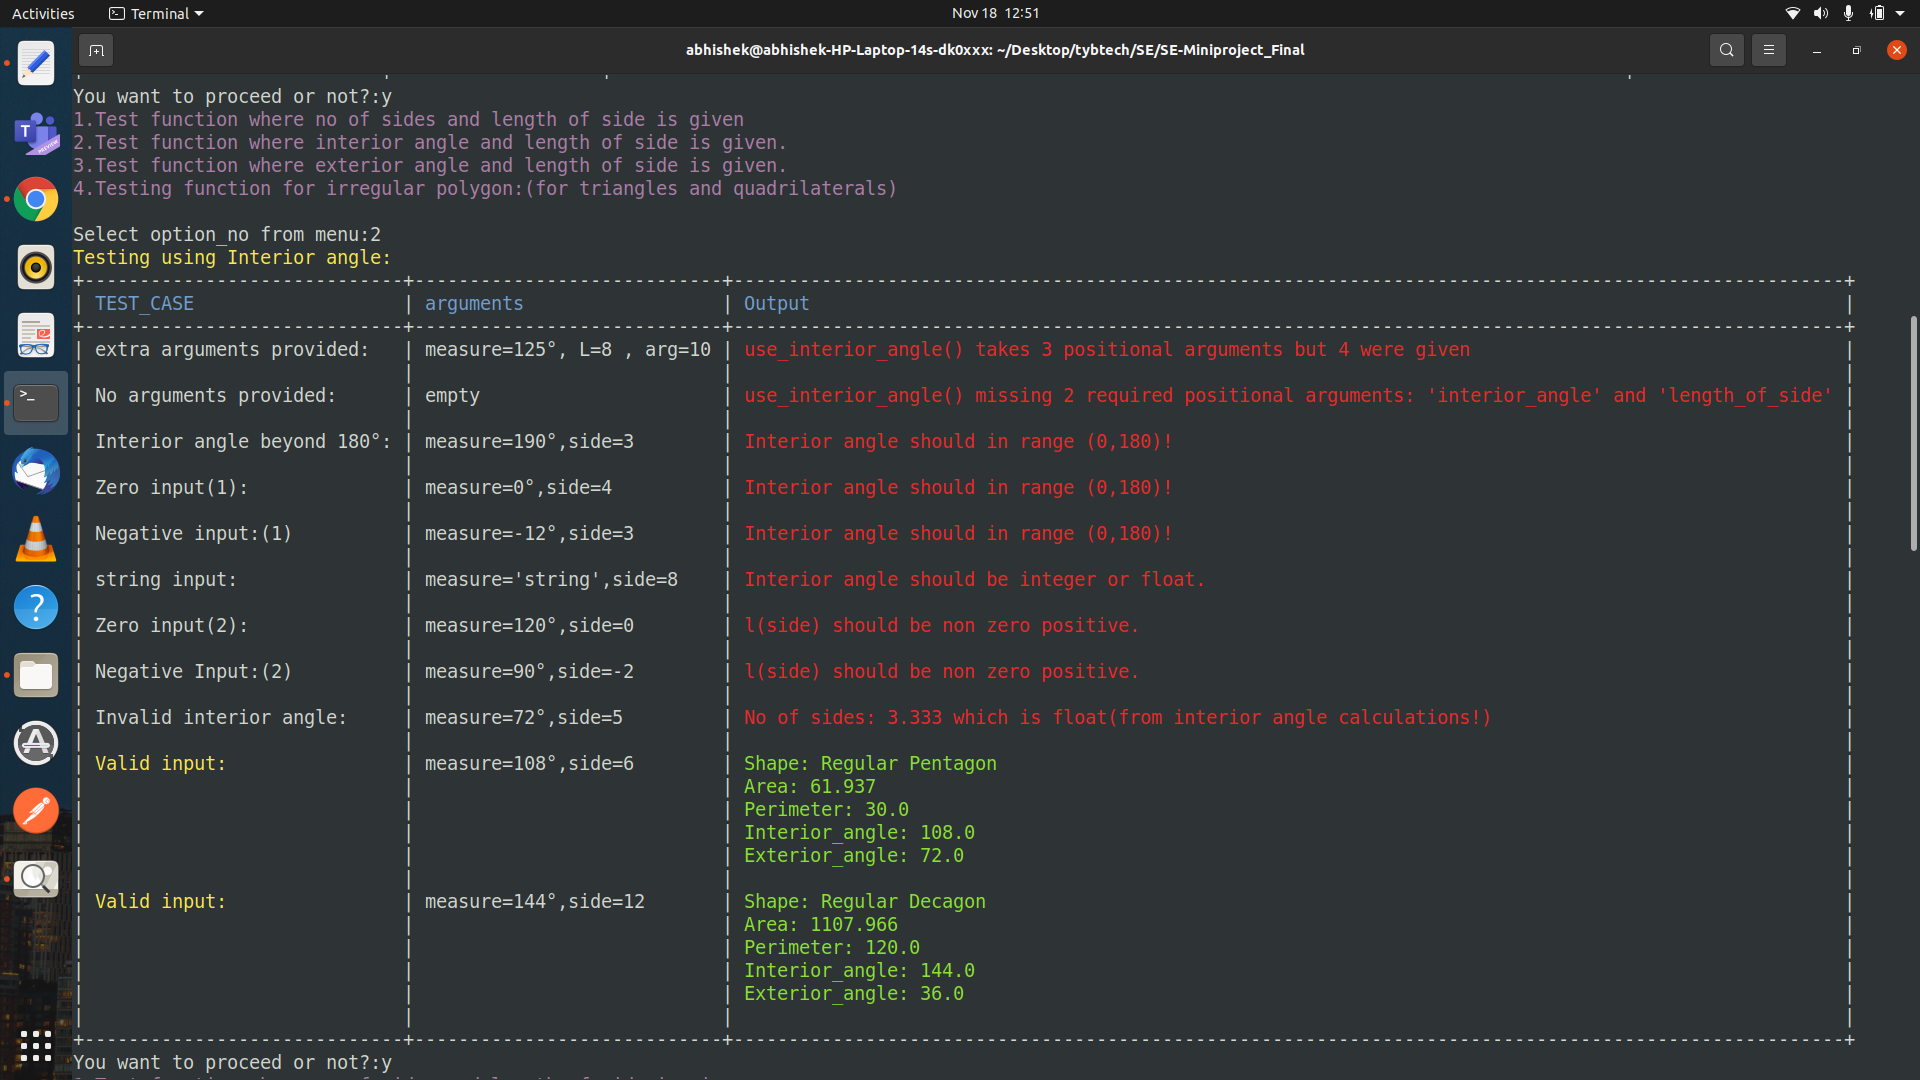 Activities Terminal Nov 18 12:51
abhishek@abhishek-HP-Laptop-14s-dk0xxx: ~/Desktop/tybtech/SE/SE-Miniproject_Final
You want to proceed or not?:y
1.Test function where no of sides and length of side is given
2.Test function where interior angle and length of side is given.
3.Test function where exterior angle and length of side is given.
4.Testing function for irregular polygon:(for triangles and quadrilaterals)
Select option_no from menu:2
Testing using Interior angle:
TEST_CASE | arguments | Output
extra arguments provided: | measure=125°, L=8 , arg=10 | use_interior_angle() takes 3 positional arguments but 4 were given
No arguments provided: | empty | use_interior_angle() missing 2 required positional arguments: 'interior_angle' and 'length_of_side'
Interior angle beyond 180°: | measure=190°,side=3 | Interior angle should in range (0,180)!
Zero input(1): | measure=0°,side=4 | Interior angle should in range (0,180)!
Negative input:(1) | measure=-12°,side=3 | Interior angle should in range (0,180)!
string input: | measure='string',side=8 | Interior angle should be integer or float.
Zero input(2): | measure=120°,side=0 | l(side) should be non zero positive.
Negative Input:(2) | measure=90°,side=-2 | l(side) should be non zero positive.
Invalid interior angle: | measure=72°,side=5 | No of sides: 3.333 which is float(from interior angle calculations!)
Valid input: | measure=108°,side=6 | Shape: Regular Pentagon
Area: 61.937
Perimeter: 30.0
Interior_angle: 108.0
Exterior_angle: 72.0
Valid input: | measure=144°,side=12 | Shape: Regular Decagon
Area: 1107.966
Perimeter: 120.0
Interior_angle: 144.0
Exterior_angle: 36.0
You want to proceed or not?:y